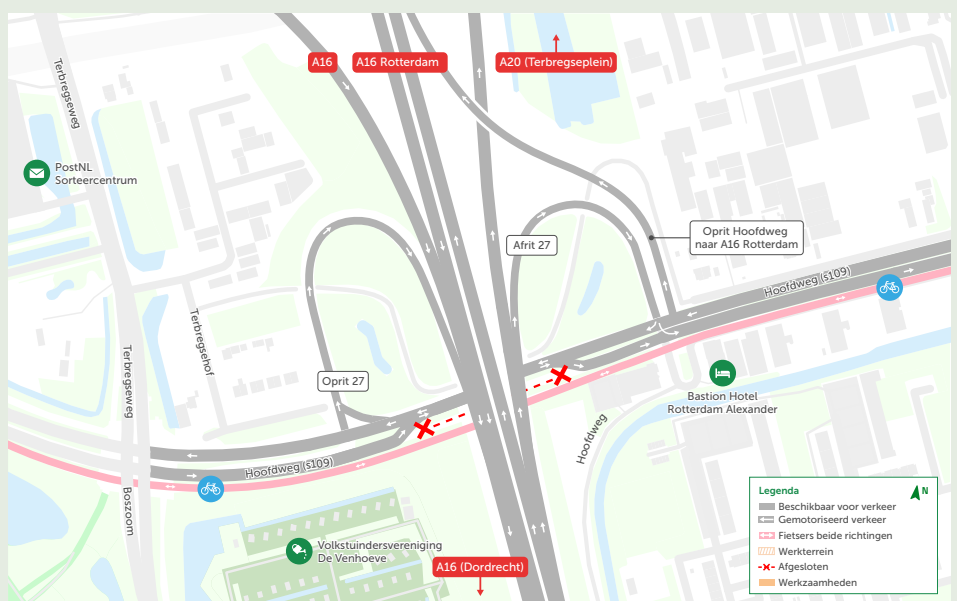 A16
A16 Rotterdam
A20 (Terbregseplein)
Terbregseweg
PostNL
Sorteercentrum
Afrit 27
Oprit Hoofdweg
naar A16 Rotterdam
Hoofdweg (s109)
Terbregsehof
Terbregseweg
Oprit 27
Bastion Hotel
Rotterdam Alexander
Hoofdweg
Hoofdweg (s109)
Boszoom
Volkstuindersvereniging
De Venhoeve
A16 (Dordrecht)
Legenda
N
Beschikbaar voor verkeer
Gemotoriseerd verkeer
Fietsers beide richtingen
Werkterrein
Afgesloten
Werkzaamheden